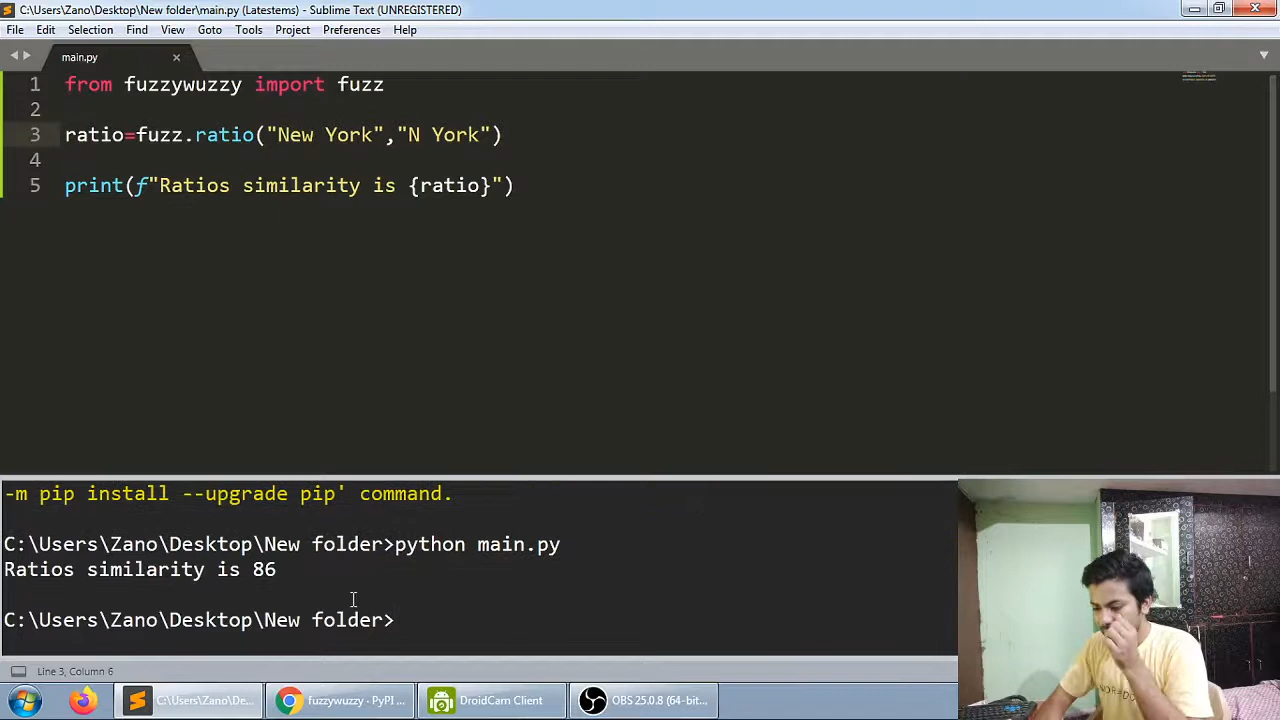 C:\Users\Zano\Desktop\New folder\main.py (Latestems) - Sublime Text (UNREGISTERED)
File Edit Selection Find View Goto Tools Project Preferences Help
main.py
1 from fuzzywuzzy import fuzz
2
3 ratio=fuzz.ratio("New York","N York")
4
5 print(f"Ratios similarity is {ratio}")
-m pip install --upgrade pip' command.
C:\Users\Zano\Desktop\New folder>python main.py
Ratios similarity is 86
C:\Users\Zano\Desktop\New folder>
Line 3, Column 6
C:\Users\Zano\De... fuzzywuzzy · PyPI ... DroidCam Client OBS 25.0.8 (64-bit...